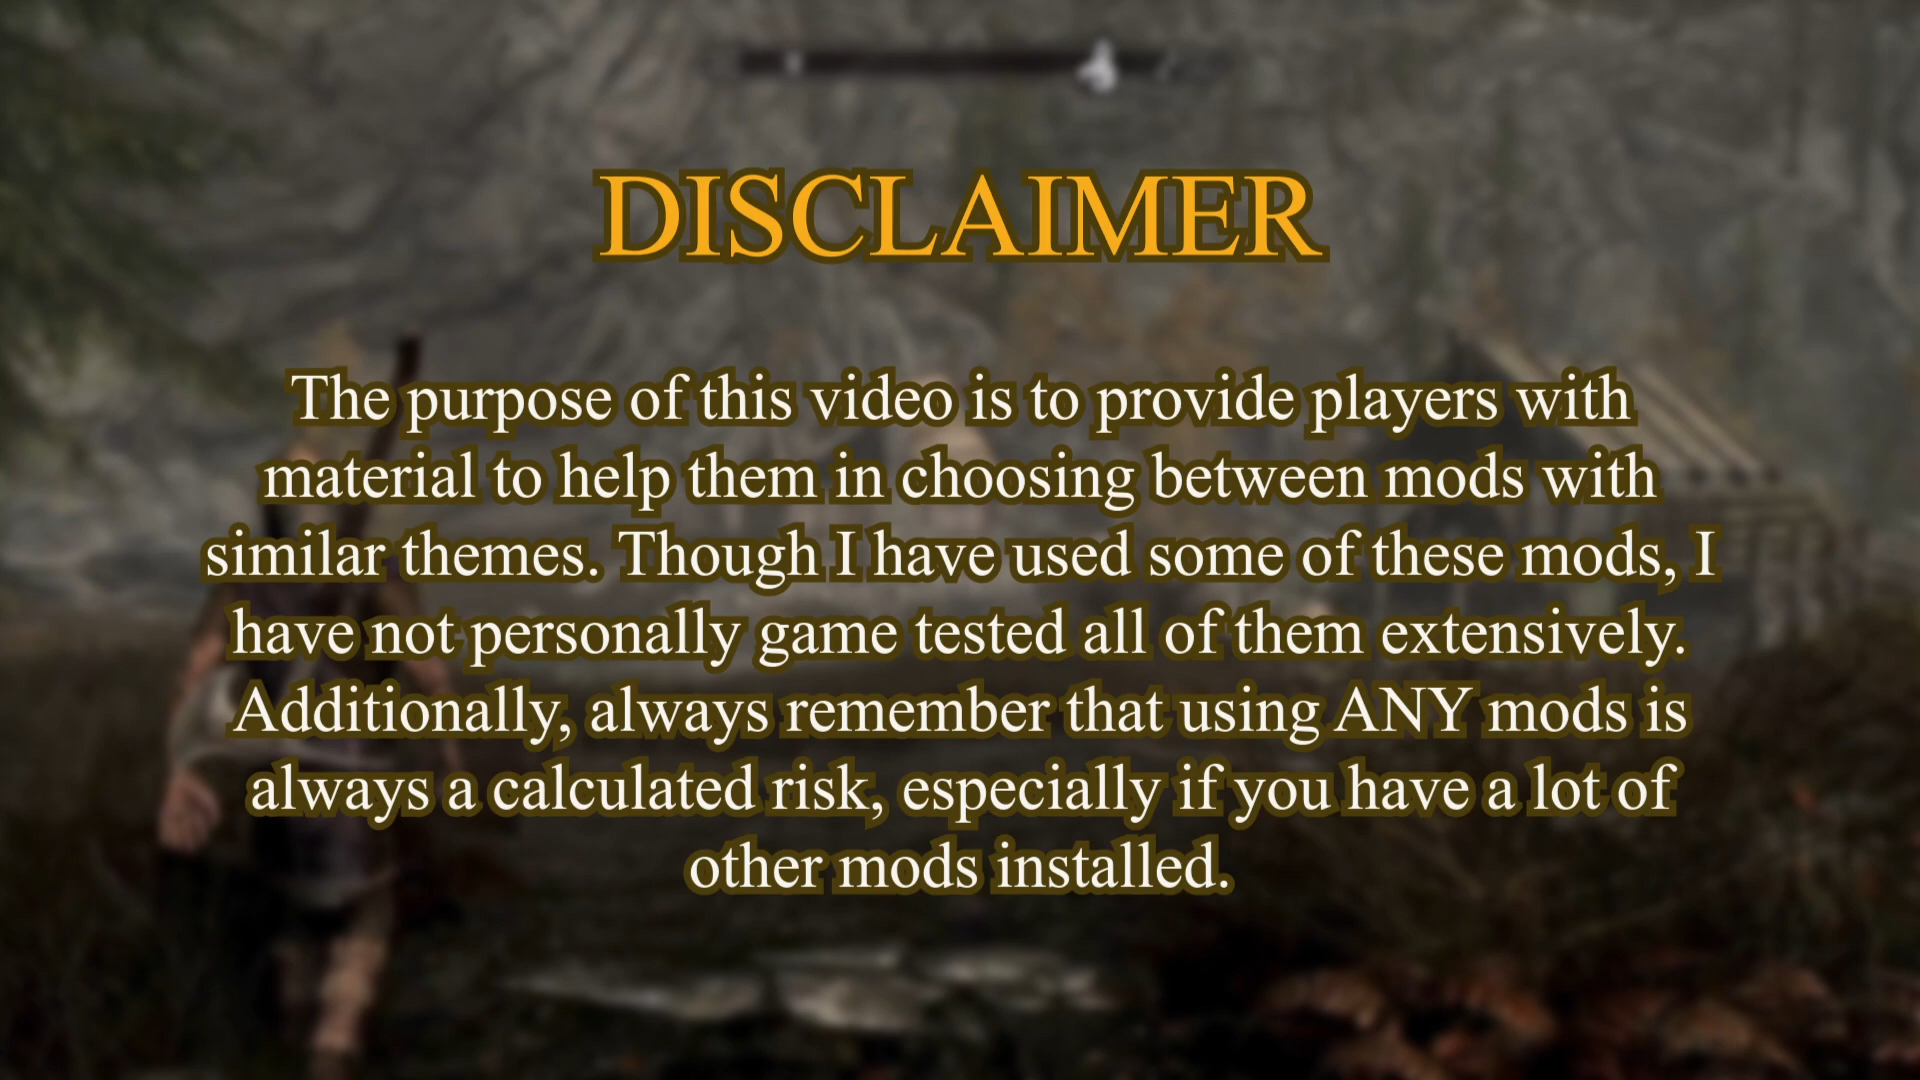 DISCLAIMER
The purpose of this video is to provide players with
material to help them in choosing between mods with
similar themes. Though I have used some of these mods, I
have not personally game tested all of them extensively.
Additionally, always remember that using ANY mods is
always a calculated risk, especially if you have a lot of
other mods installed.